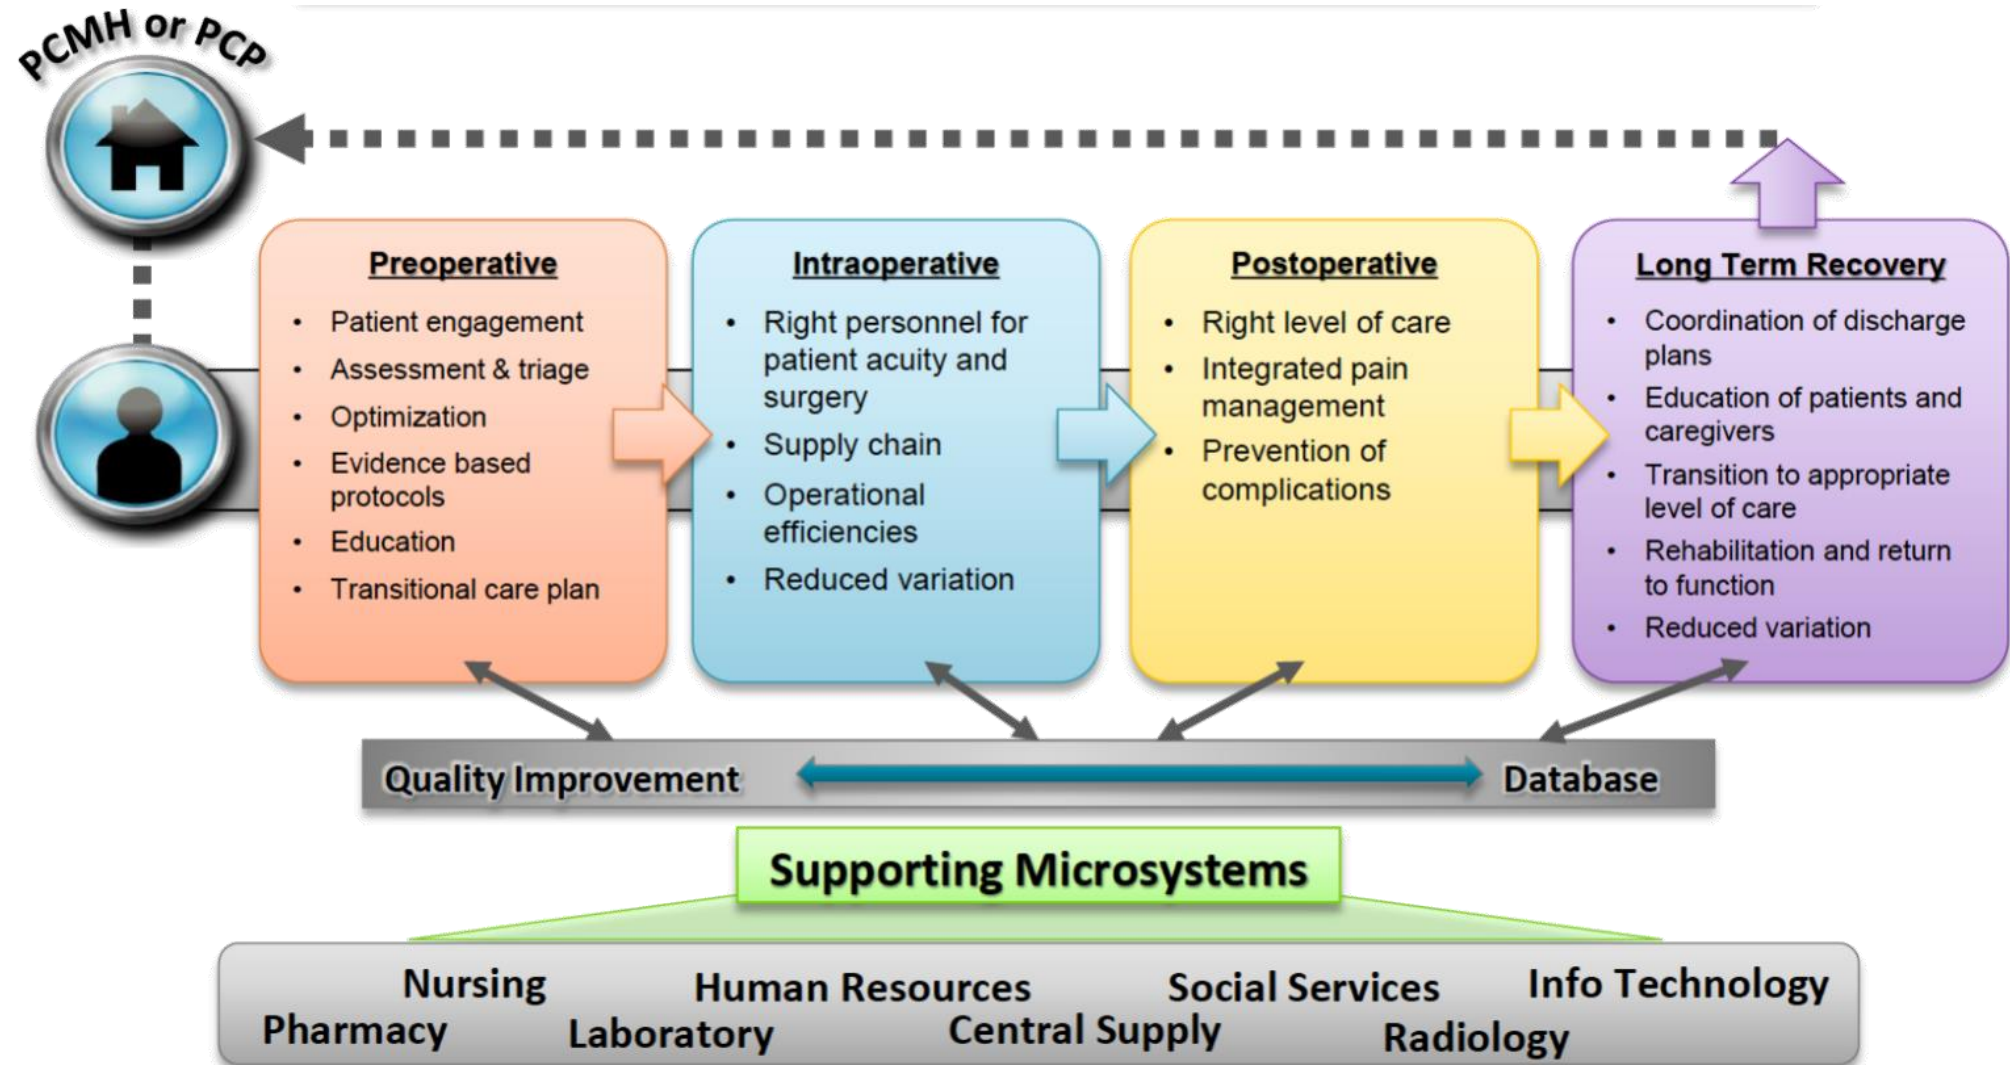 PCMH or PCP
Preoperative
• Patient engagement
• Assessment & triage
• Optimization
• Evidence based
protocols
• Education
• Transitional care plan
Intraoperative
• Right personnel for
patient acuity and
surgery
• Supply chain
• Operational
efficiencies
• Reduced variation
Postoperative
• Right level of care
• Integrated pain
management
• Prevention of
complications
Long Term Recovery
• Coordination of discharge
plans
• Education of patients and
caregivers
• Transition to appropriate
level of care
• Rehabilitation and return
to function
• Reduced variation
Quality Improvement Database
Supporting Microsystems
Nursing Human Resources Social Services Info Technology
Pharmacy Laboratory Central Supply Radiology